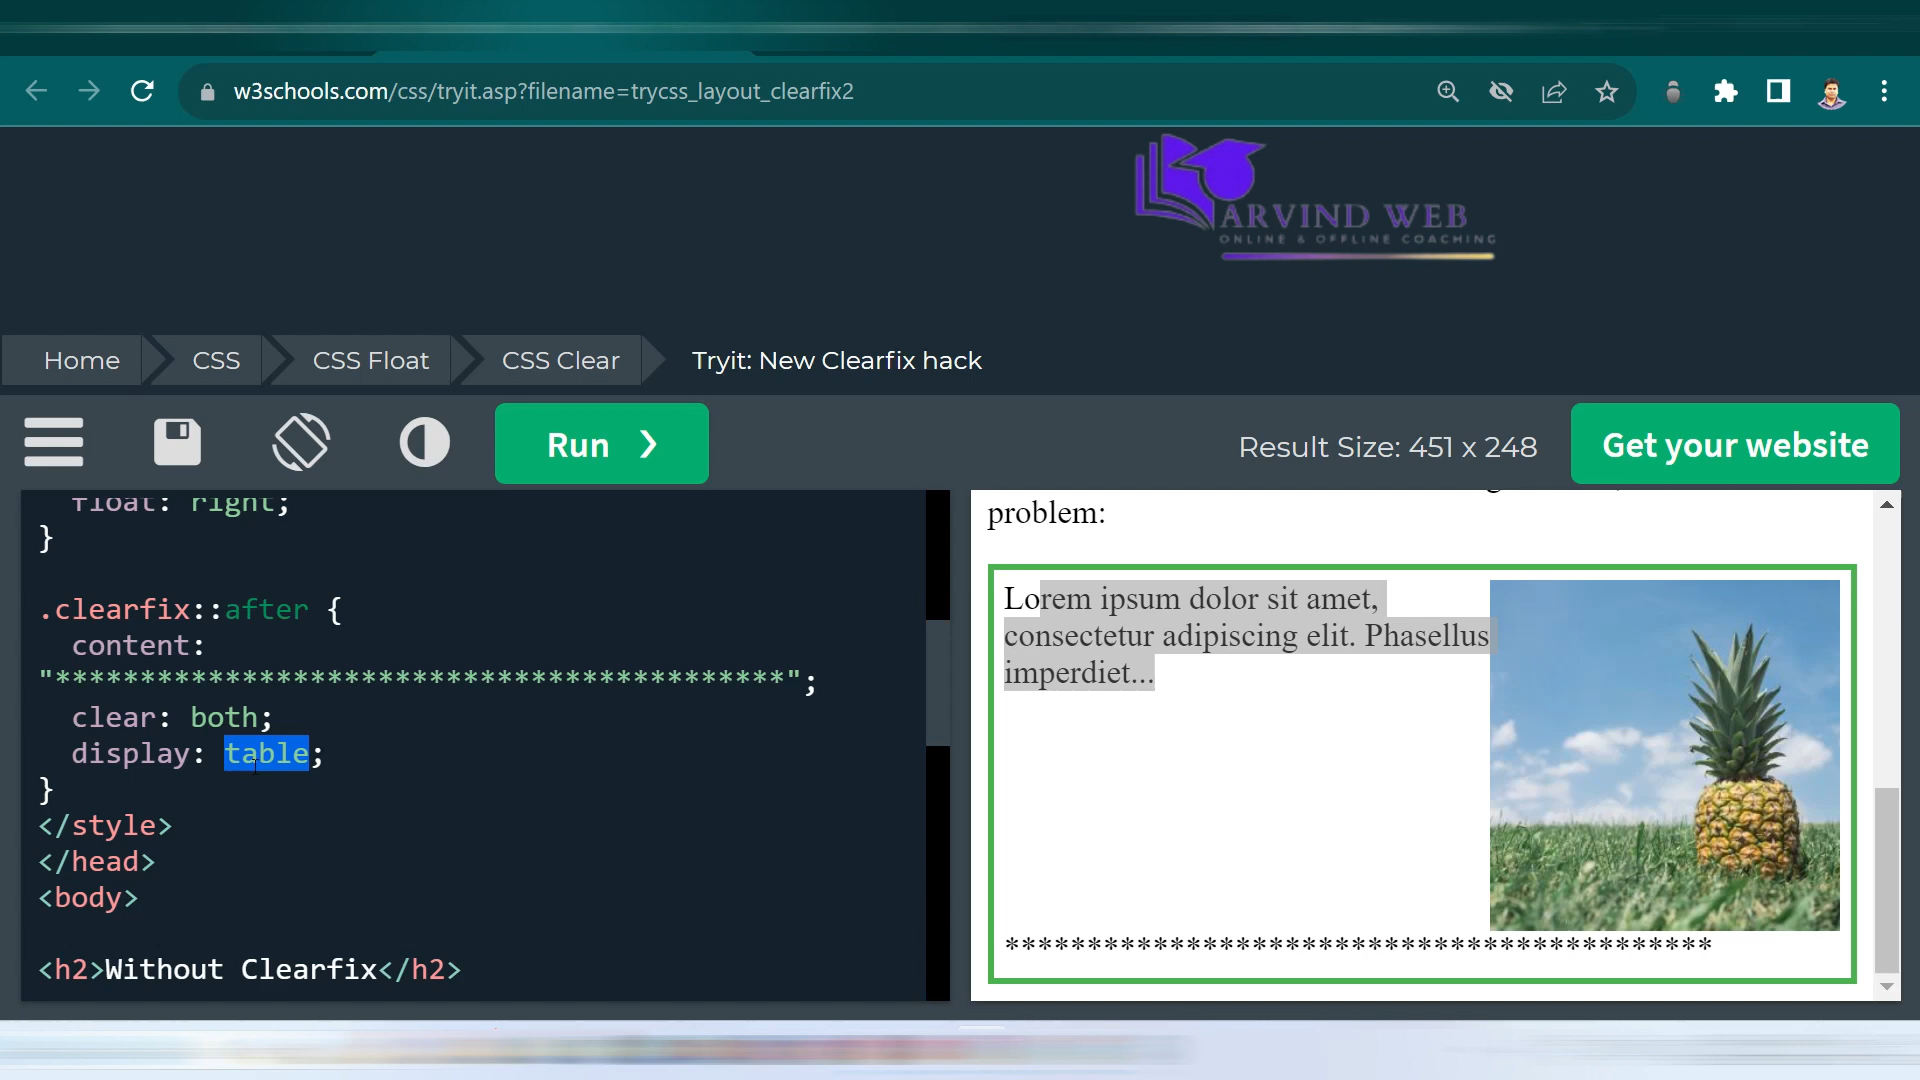 w3schools.com/css/tryit.asp?filename=trycss_layout_clearfix2
ARVIND WEB
ONLINE & OFFLINE COACHING
Home
CSS
CSS Float
CSS Clear
Tryit: New Clearfix hack
Run ❯
Result Size: 451 x 248
Get your website
float: right;
}
.clearfix::after {
content:
"*******************************************";
clear: both;
display: table;
}
</style>
</head>
<body>
<h2>Without Clearfix</h2>
problem:
Lorem ipsum dolor sit amet,
consectetur adipiscing elit. Phasellus
imperdiet...
*******************************************